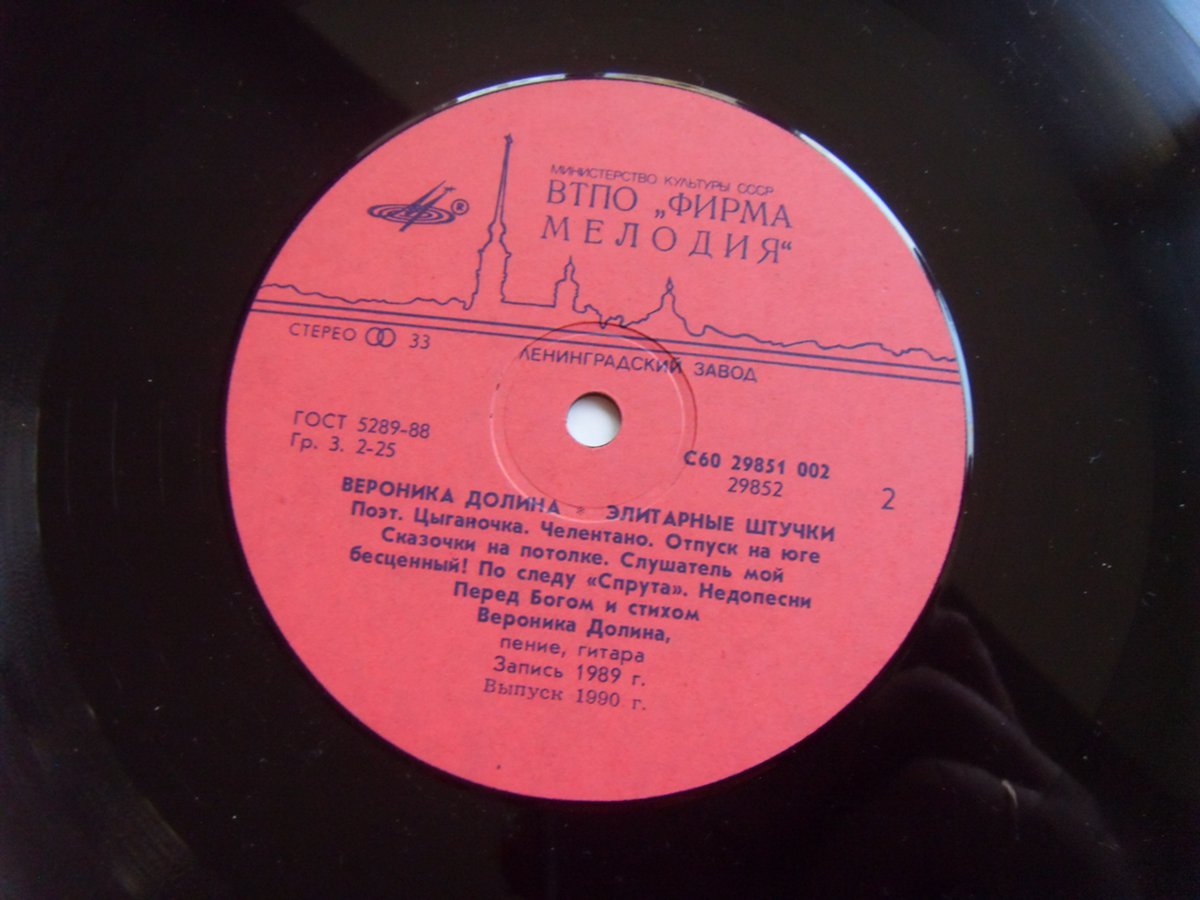 МИНИСТЕРСТВО КУЛЬТУРЫ СССР
ВТПО „ФИРМА
МЕЛОДИЯ“
®
СТЕРЕО 33
ЛЕНИНГРАДСКИЙ ЗАВОД
ГОСТ 5289-88
Гр. 3. 2-25
С60 29851 002
29852
2
ВЕРОНИКА ДОЛИНА * ЭЛИТАРНЫЕ ШТУЧКИ
Поэт. Цыганочка. Челентано. Отпуск на юге
Сказочки на потолке. Слушатель мой
бесценный! По следу «Спрута». Недопесни
Перед Богом и стихом
Вероника Долина,
пение, гитара
Запись 1989 г.
Выпуск 1990 г.